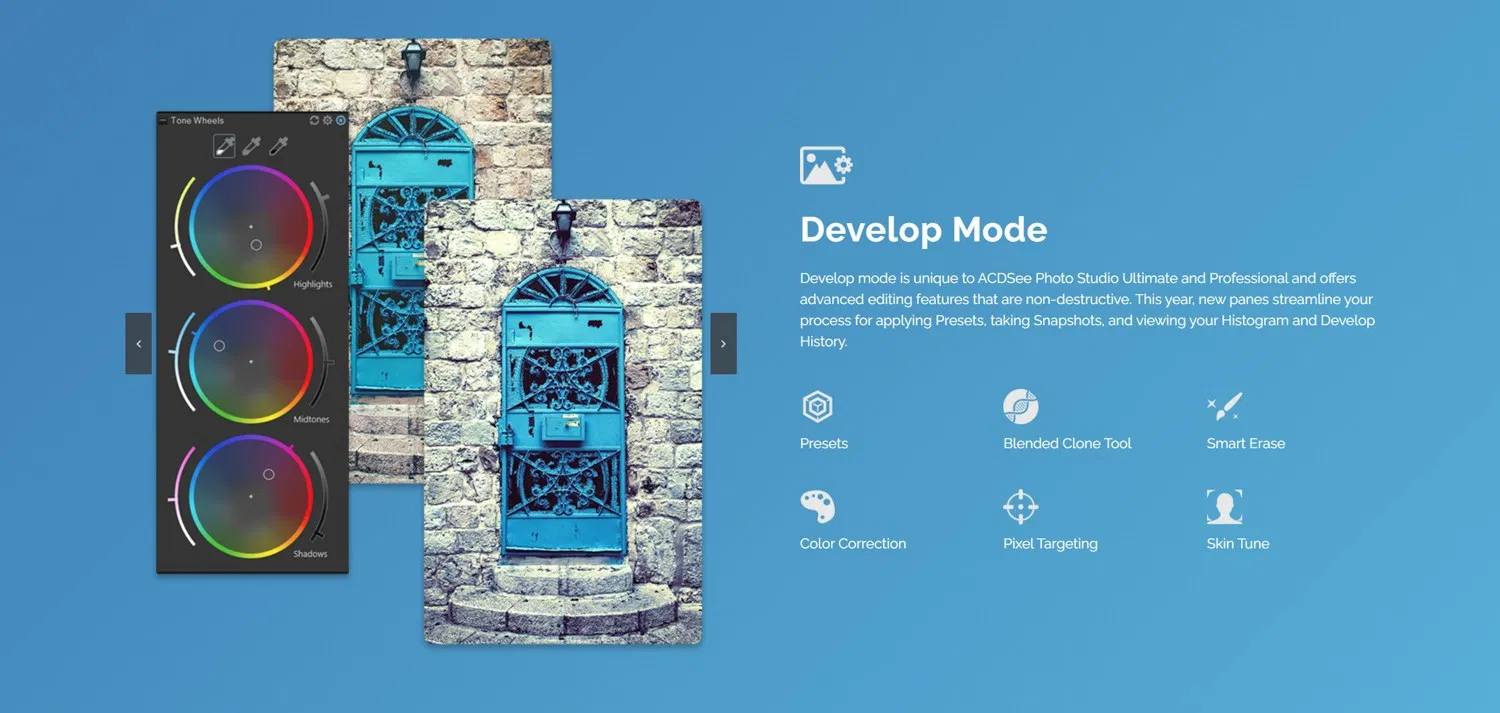 Tone Wheels
Highlights
Midtones
Shadows
Develop Mode
Develop mode is unique to ACDSee Photo Studio Ultimate and Professional and offers
advanced editing features that are non-destructive. This year, new panes streamline your
process for applying Presets, taking Snapshots, and viewing your Histogram and Develop
History.
Presets
Blended Clone Tool
Smart Erase
Color Correction
Pixel Targeting
Skin Tune